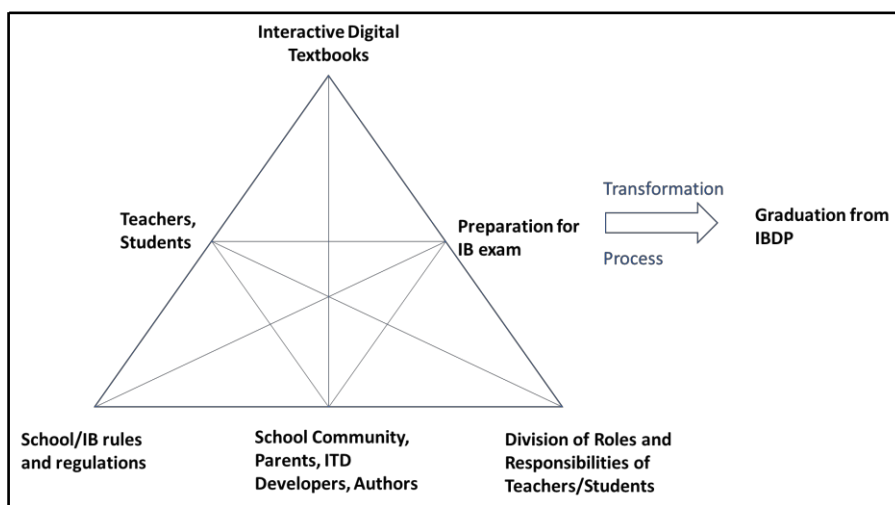 Interactive Digital
Textbooks
Teachers,
Students
Preparation for
IB exam
Transformation
Process
Graduation from
IBDP
School/IB rules
and regulations
School Community,
Parents, ITD
Developers, Authors
Division of Roles and
Responsibilities of
Teachers/Students